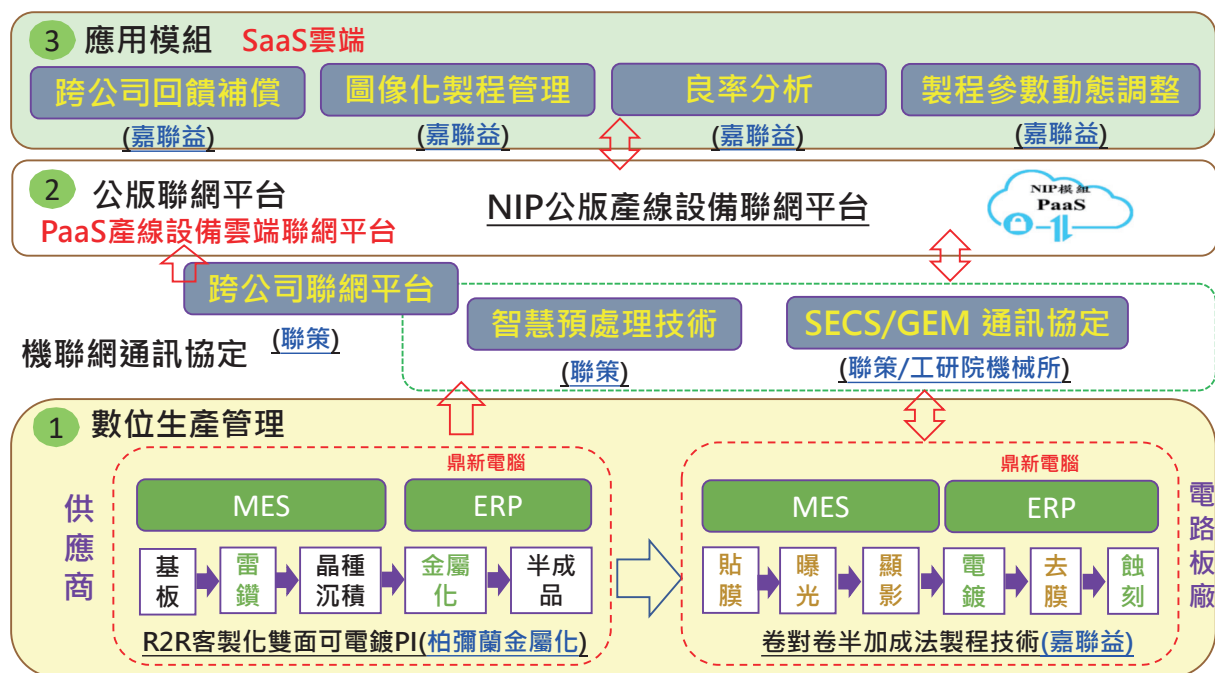 3 應用模組 SaaS雲端
跨公司回饋補償 圖像化製程管理 良率分析 製程參數動態調整
(嘉聯益) (嘉聯益) (嘉聯益) (嘉聯益)
2 公版聯網平台
PaaS產線設備雲端聯網平台
NIP公版產線設備聯網平台
NIP模組
PaaS
跨公司聯網平台
(聯策)
智慧預處理技術
(聯策)
SECS/GEM 通訊協定
(聯策/工研院機械所)
機聯網通訊協定
1 數位生產管理
供應商
鼎新電腦
MES ERP
基板 雷鑽 晶種沉積 金屬化 半成品
R2R客製化雙面可電鍍PI(柏彌蘭金屬化)
鼎新電腦
MES ERP
貼膜 曝光 顯影 電鍍 去膜 蝕刻
卷對卷半加成法製程技術(嘉聯益)
電路板廠